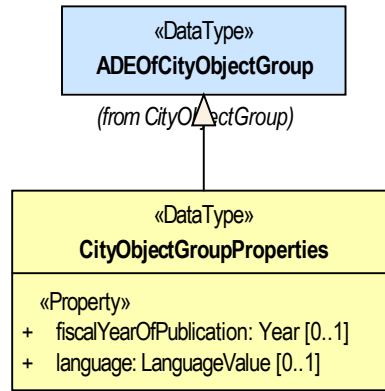 «DataType»
ADEOfCityObjectGroup
(from CityObjectGroup)
«DataType»
CityObjectGroupProperties
«Property»
+ fiscalYearOfPublication: Year [0..1]
+ language: LanguageValue [0..1]